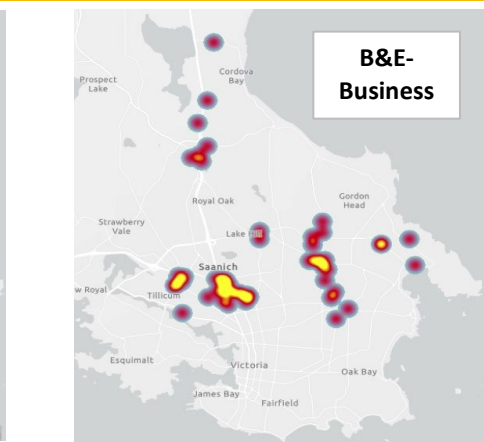 B&E-
Business
Cordova
Bay
Prospect
Lake
Royal Oak
Gordon
Head
Strawberry
Vale
Lake Hill
Saanich
w Royal
Tillicum
Esquimalt
Victoria
Oak Bay
James Bay
Fairfield